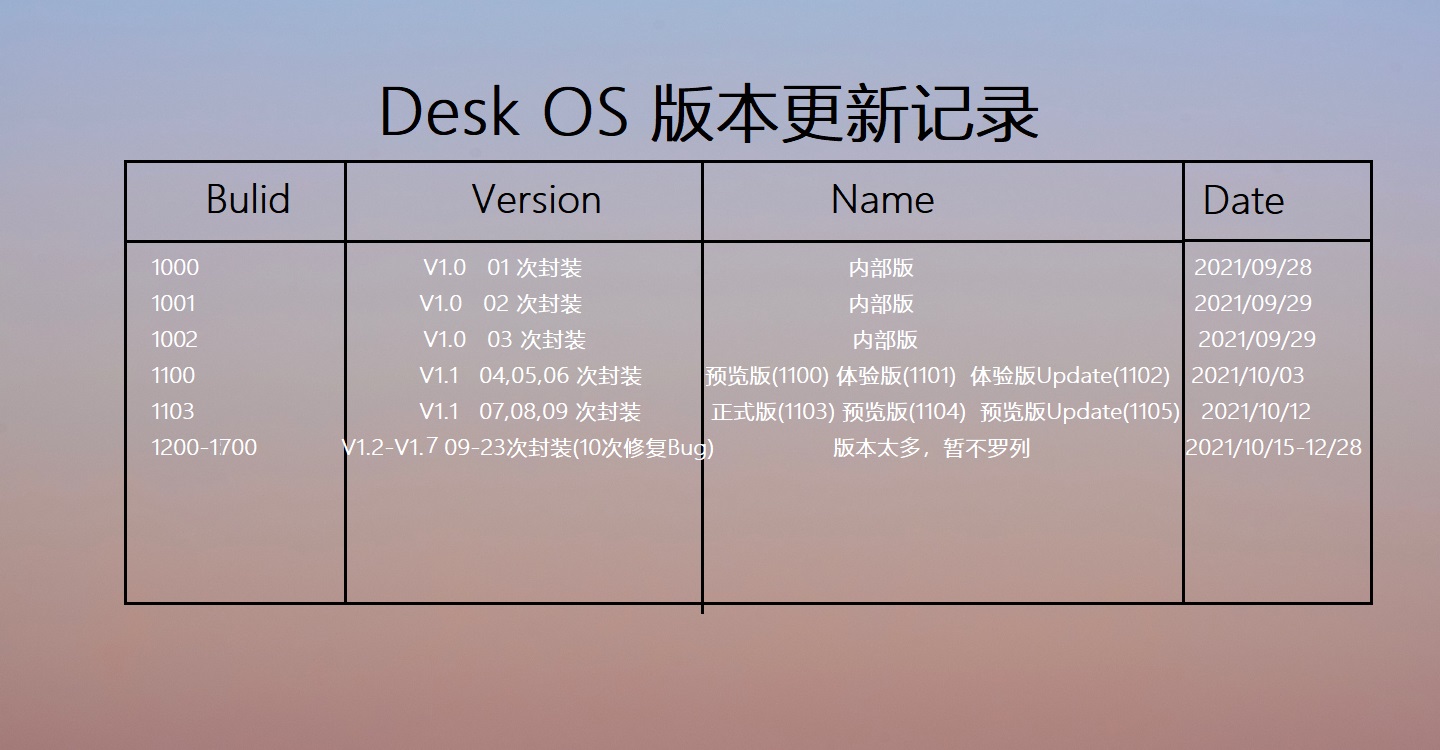 Desk OS 版本更新记录
Bulid Version Name Date
1000 V1.0 01 次封装 内部版 2021/09/28
1001 V1.0 02 次封装 内部版 2021/09/29
1002 V1.0 03 次封装 内部版 2021/09/29
1100 V1.1 04,05,06 次封装 预览版(1100) 体验版(1101) 体验版Update(1102) 2021/10/03
1103 V1.1 07,08,09 次封装 正式版(1103) 预览版(1104) 预览版Update(1105) 2021/10/12
1200-1700 V1.2-V1.7 09-23次封装(10次修复Bug) 版本太多，暂不罗列 2021/10/15-12/28